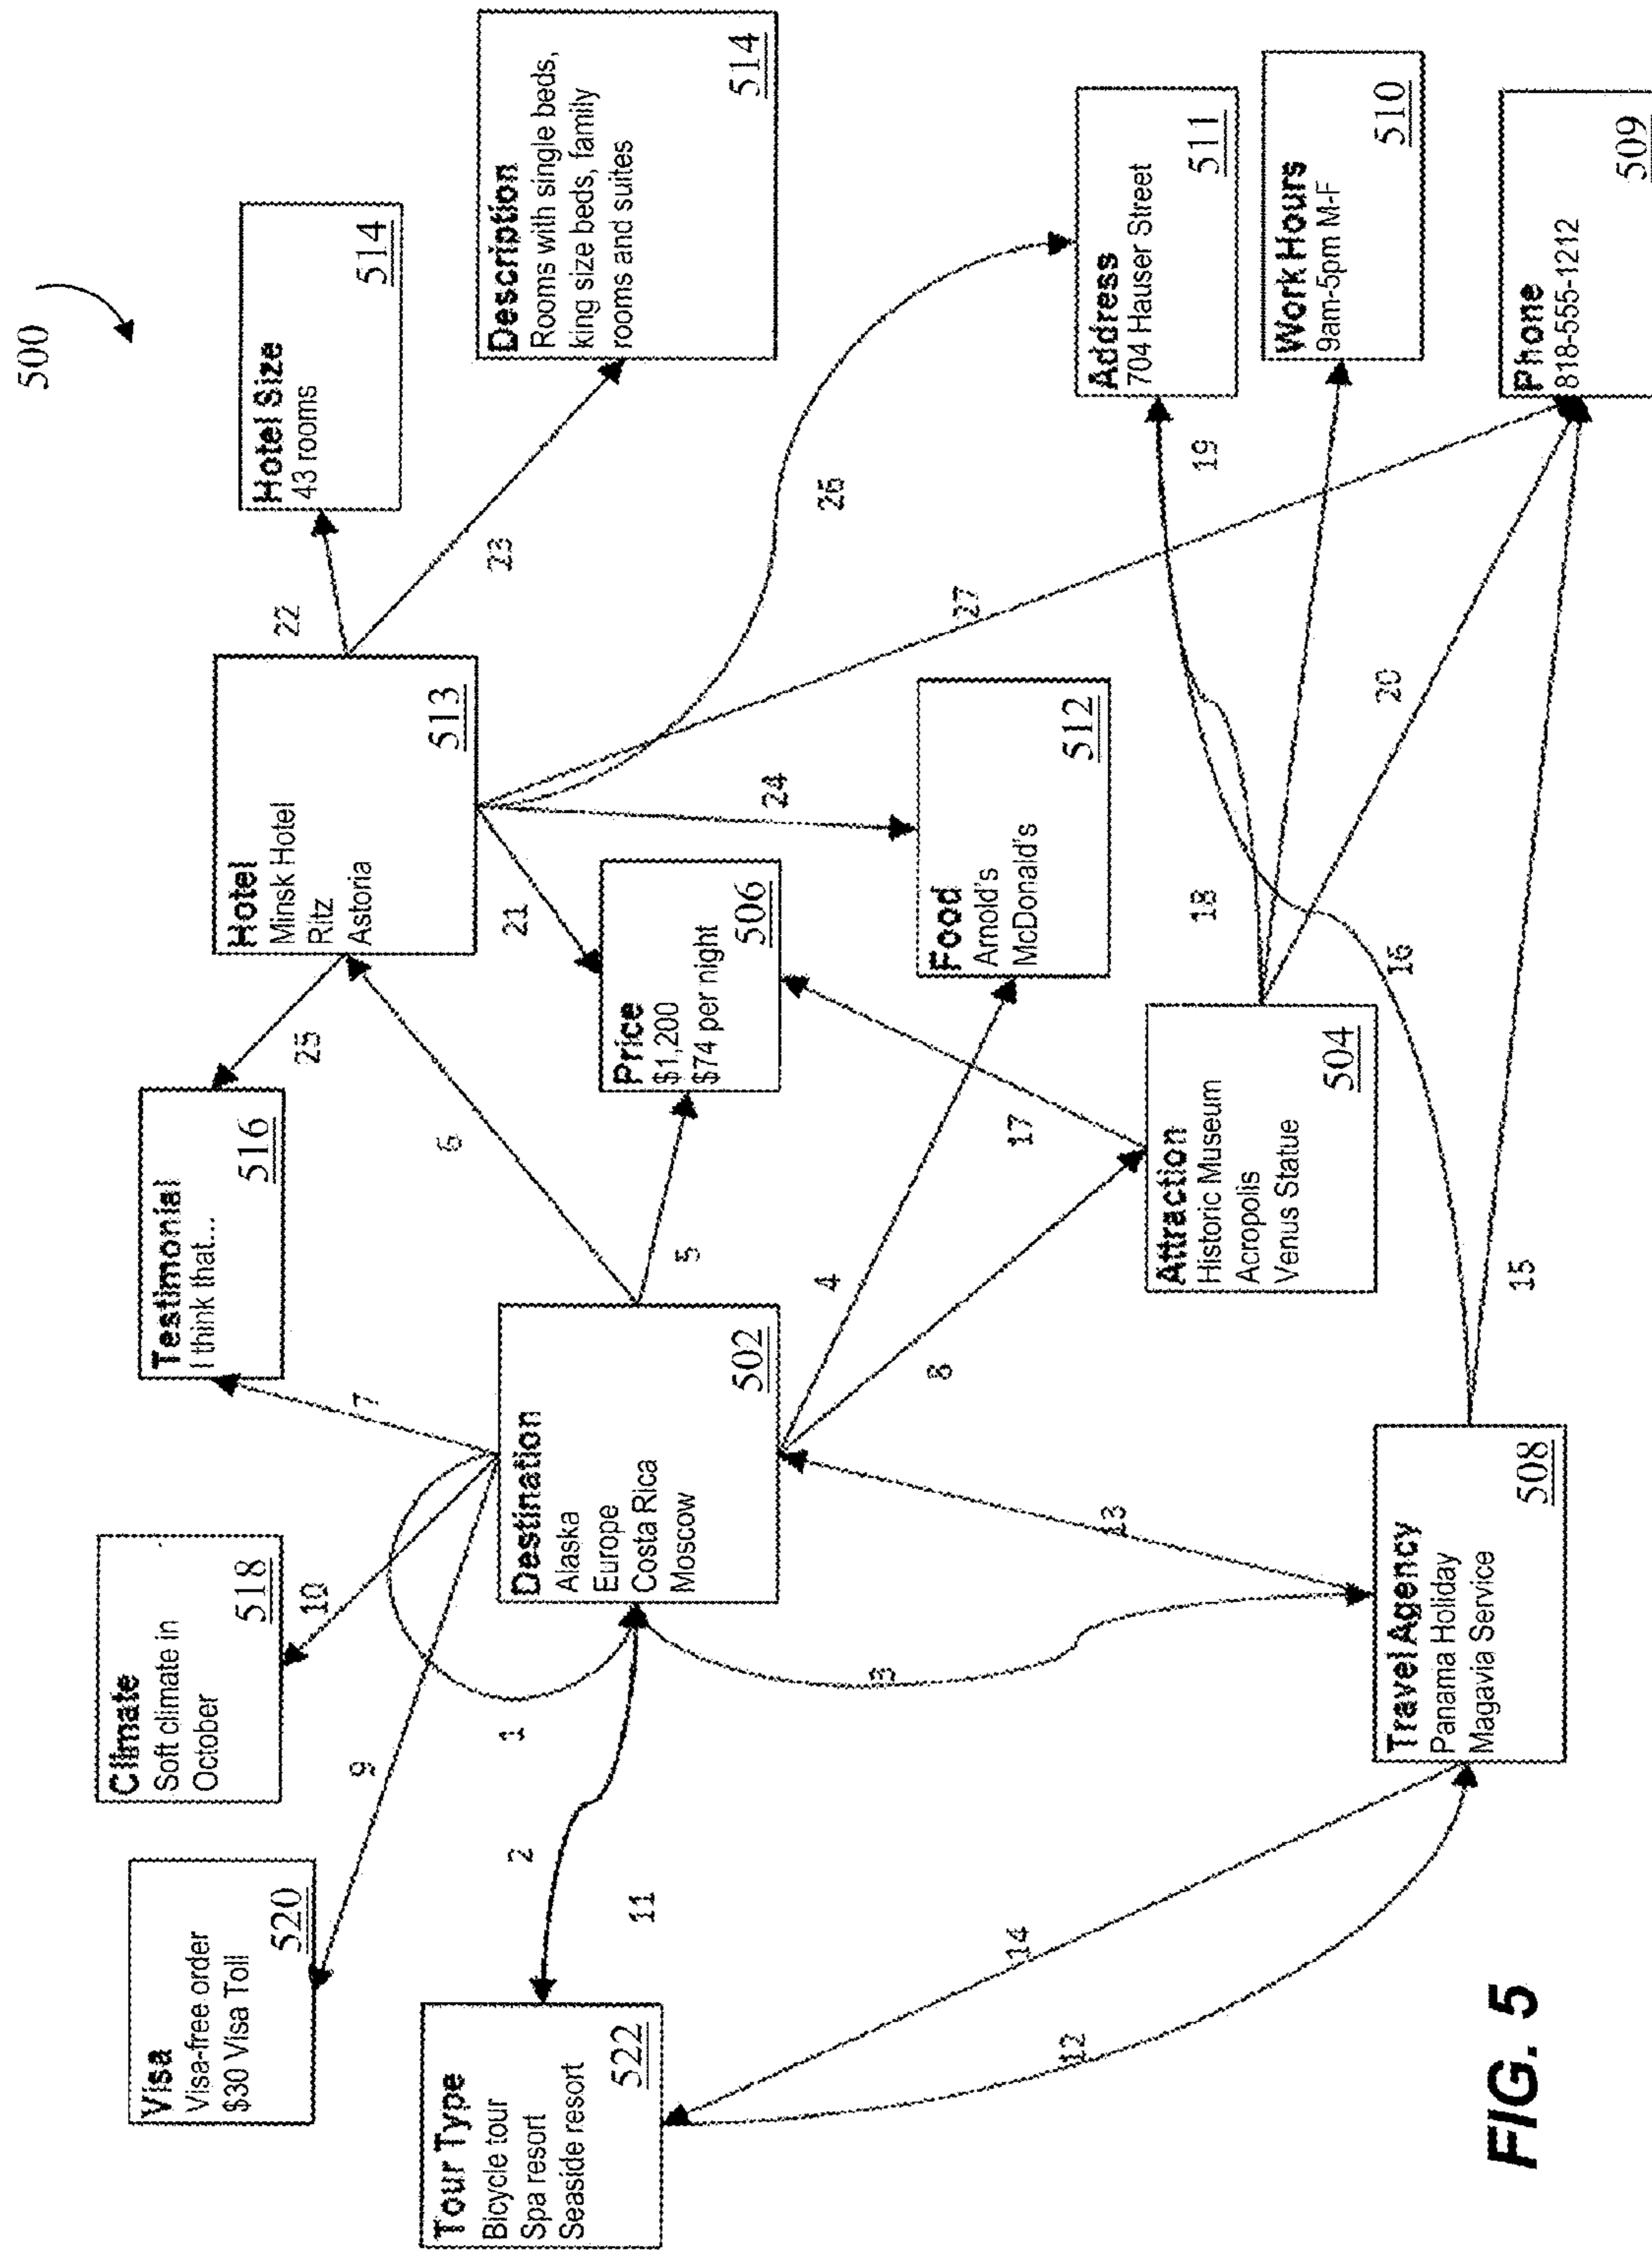 500
Visa
Visa-free order
$30 Visa Toll
520
Climate
Soft climate in
October
518
Testimonial
I think that...
516
Hotel
Minsk Hotel
Ritz
Astoria
513
Hotel Size
43 rooms
514
Description
Rooms with single beds,
king size beds, family
rooms and suites
514
Tour Type
Bicycle tour
Spa resort
Seaside resort
522
Destination
Alaska
Europe
Costa Rica
Moscow
502
Price
$1,200
$74 per night
506
Food
Arnold's
McDonald's
512
Address
704 Hauser Street
511
Work Hours
9am-5pm M-F
510
Phone
818-555-1212
509
Attraction
Historic Museum
Acropolis
Venus Statue
504
Travel Agency
Panama Holiday
Magavia Service
508
1
2
3
4
5
6
7
8
9
10
11
12
13
14
15
16
17
18
19
20
21
22
23
24
25
26
27
FIG. 5